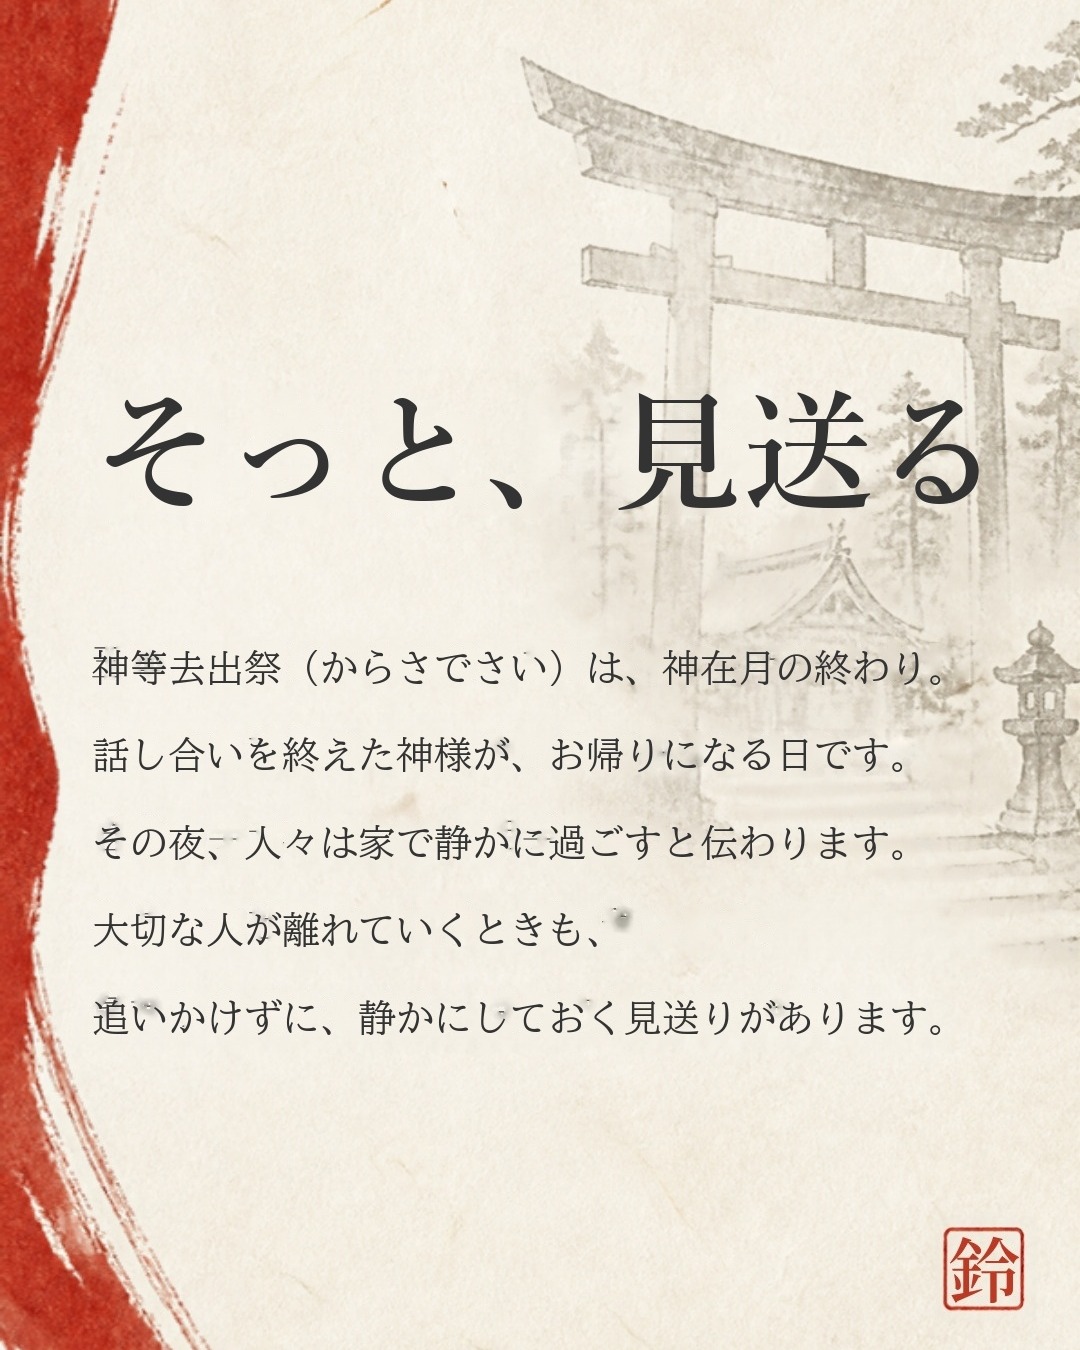 そっと、見送る
神等去出祭（からさでさい）は、神在月の終わり。
話し合いを終えた神様が、お帰りになる日です。
その夜、人々は家で静かに過ごすと伝わります。
大切な人が離れていくときも、
追いかけずに、静かにしておく見送りがあります。
鈴